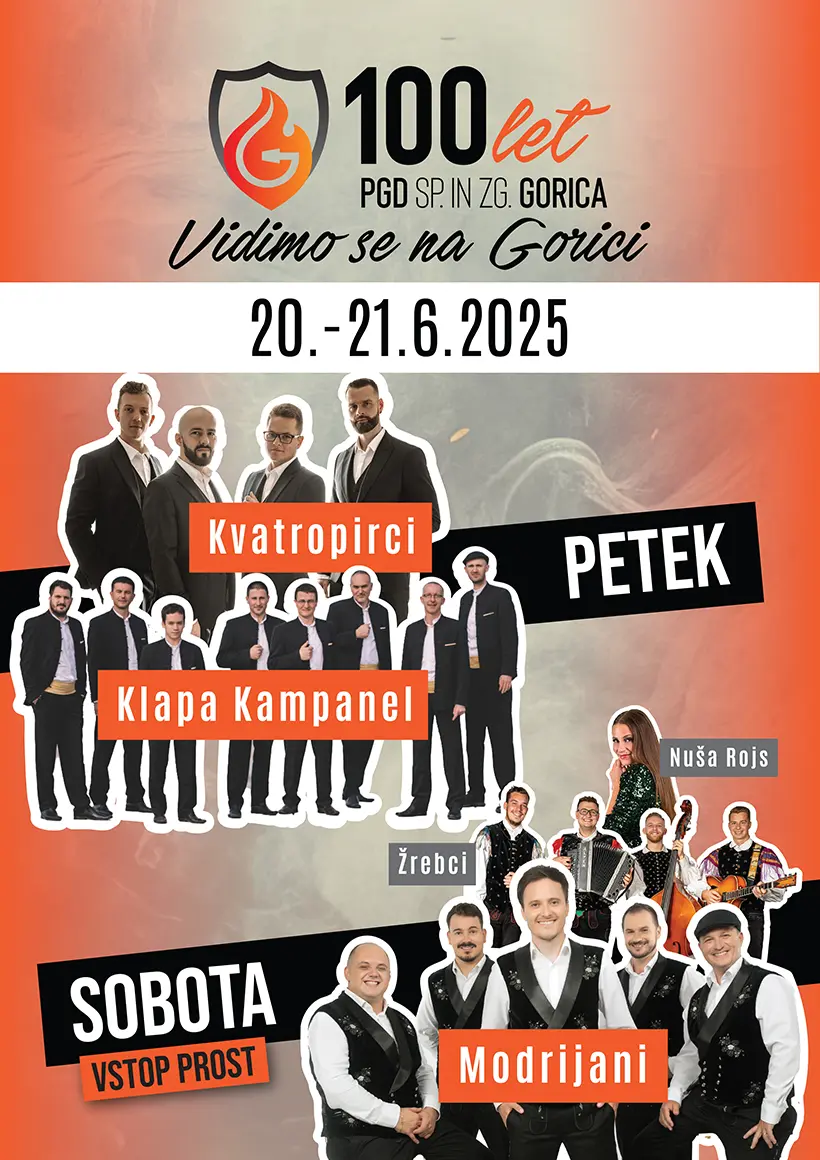 100 let
PGD SP. IN ZG. GORICA
Vidimo se na Gorici
20.-21.6.2025
Kvatropirci
PETEK
Klapa Kampanel
Nuša Rojs
Žrebci
SOBOTA
VSTOP PROST
Modrijani